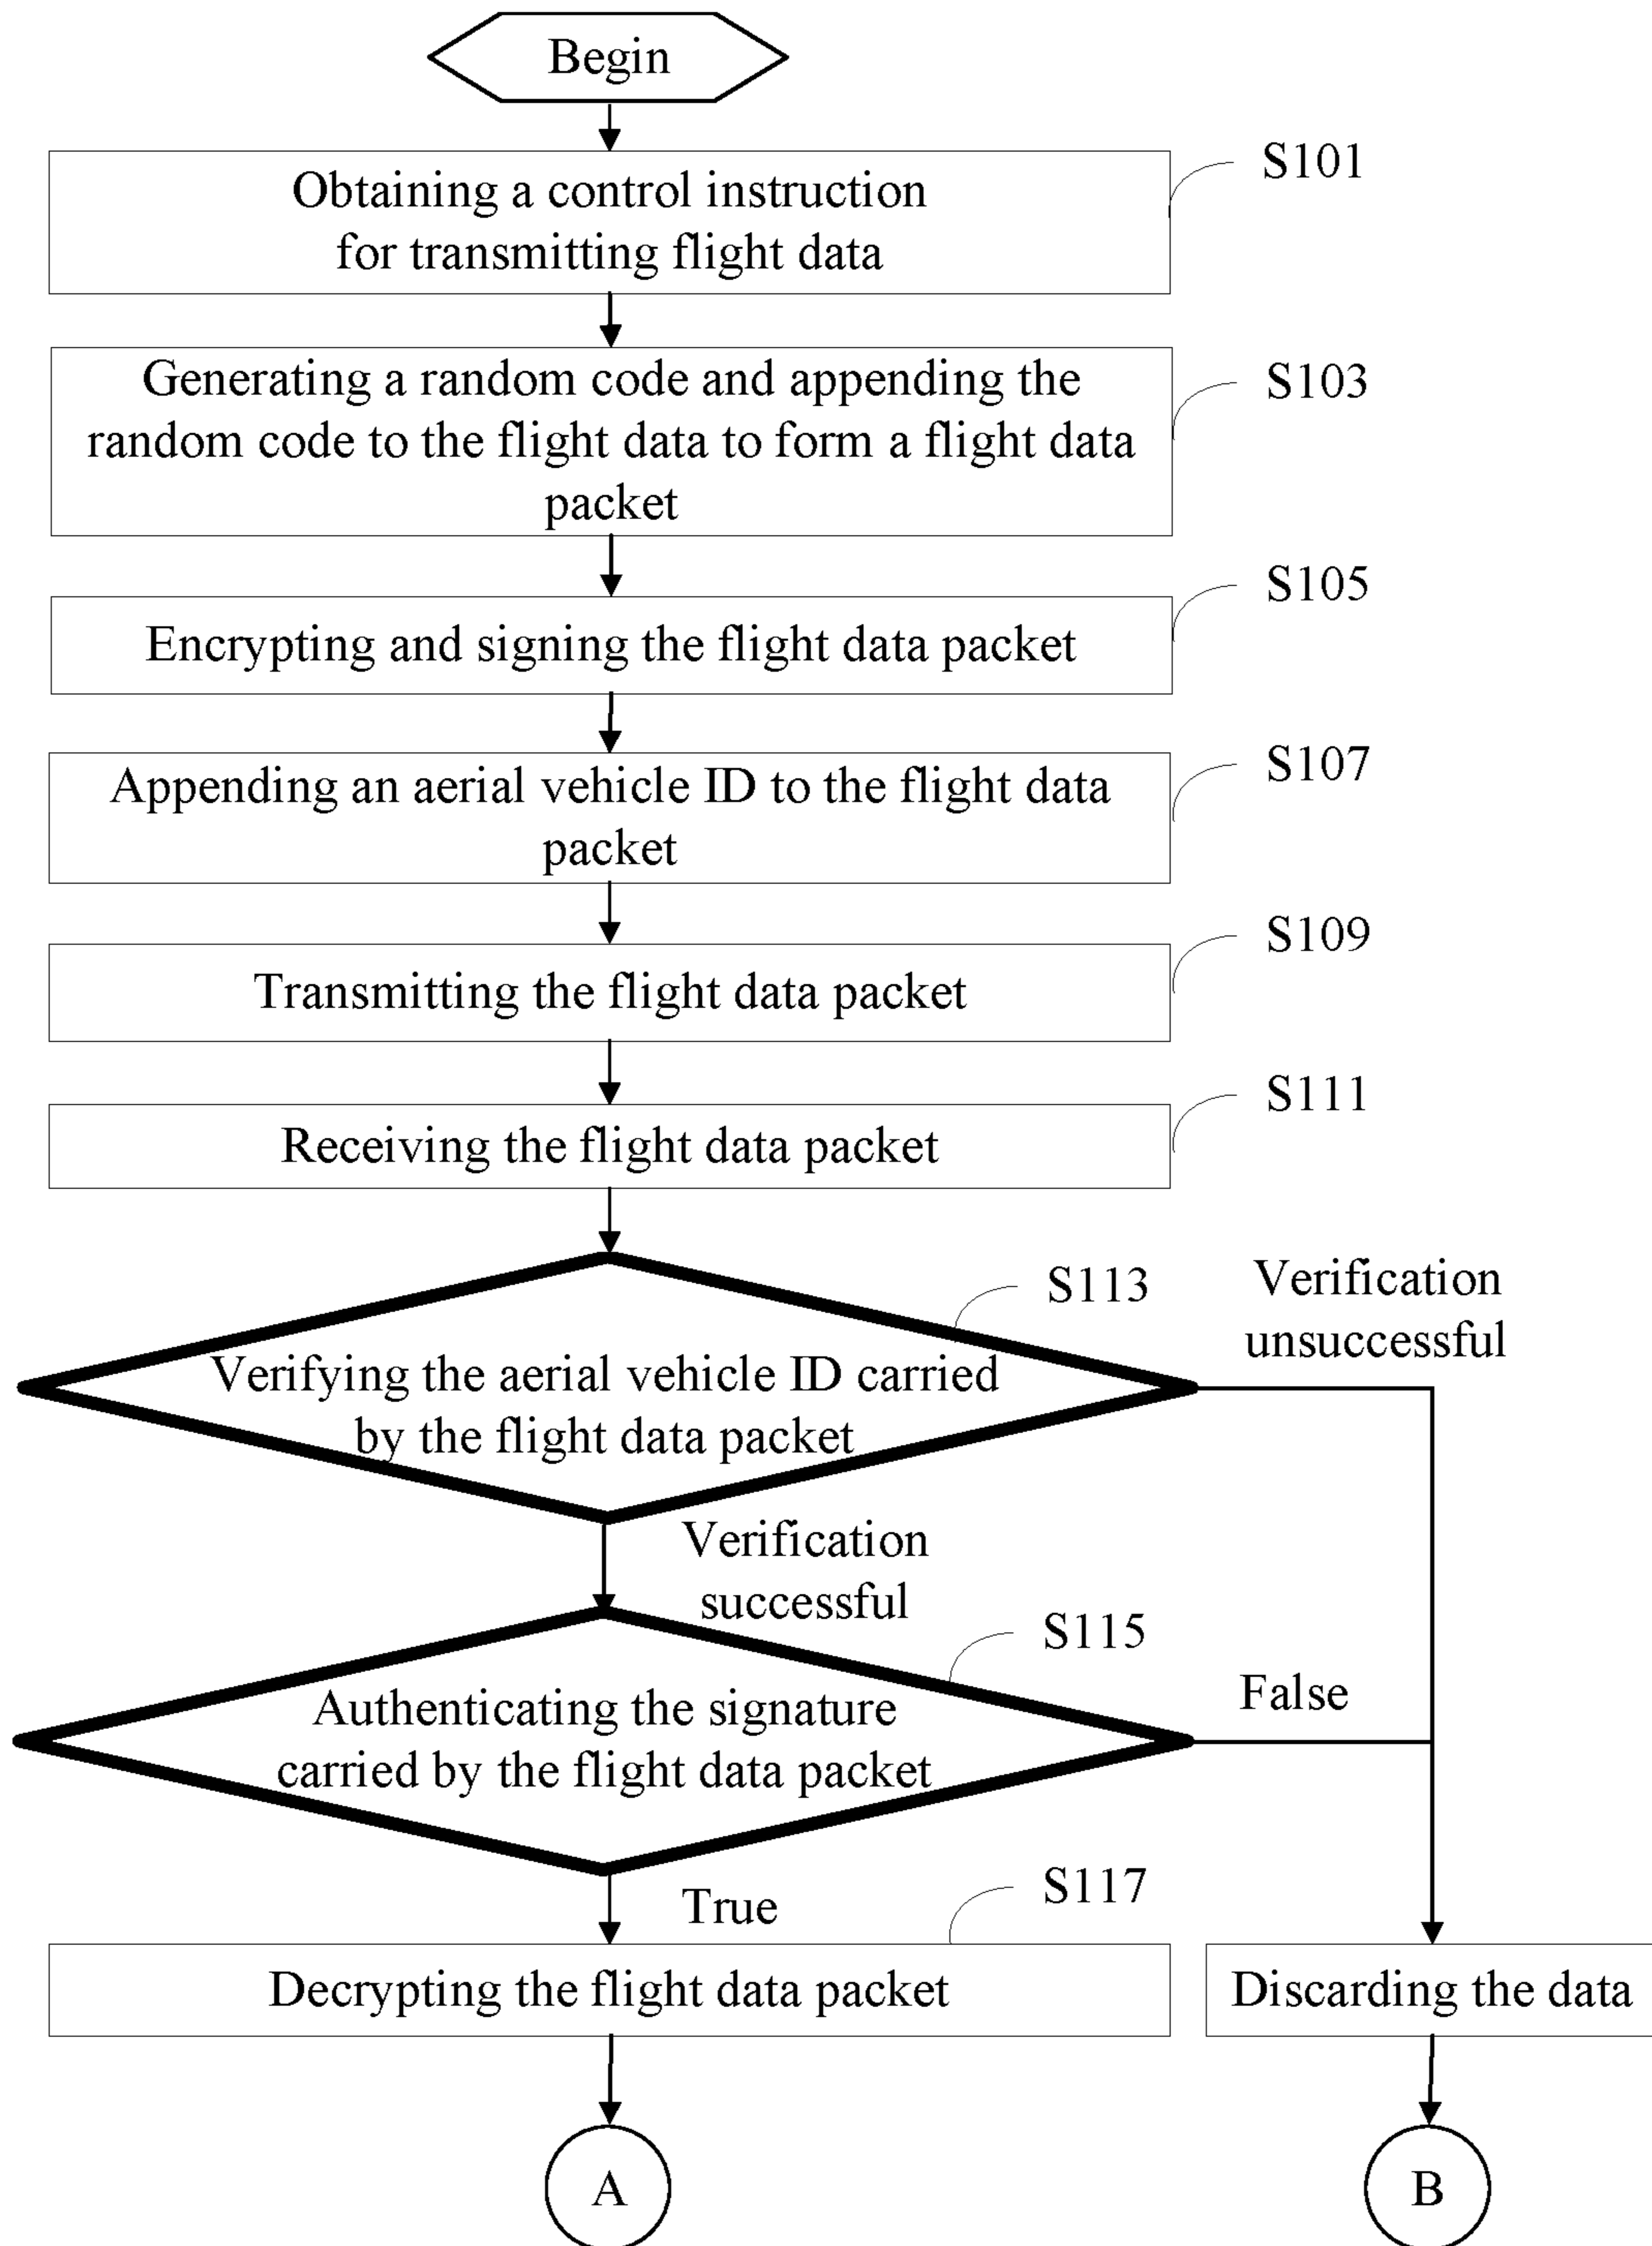 Begin
Obtaining a control instruction
for transmitting flight data
S101
Generating a random code and appending the
random code to the flight data to form a flight data
packet
S103
Encrypting and signing the flight data packet
S105
Appending an aerial vehicle ID to the flight data
packet
S107
Transmitting the flight data packet
S109
Receiving the flight data packet
S111
Verifying the aerial vehicle ID carried
by the flight data packet
S113
Verification
unsuccessful
Verification
successful
Authenticating the signature
carried by the flight data packet
S115
False
True
S117
Decrypting the flight data packet
Discarding the data
A
B